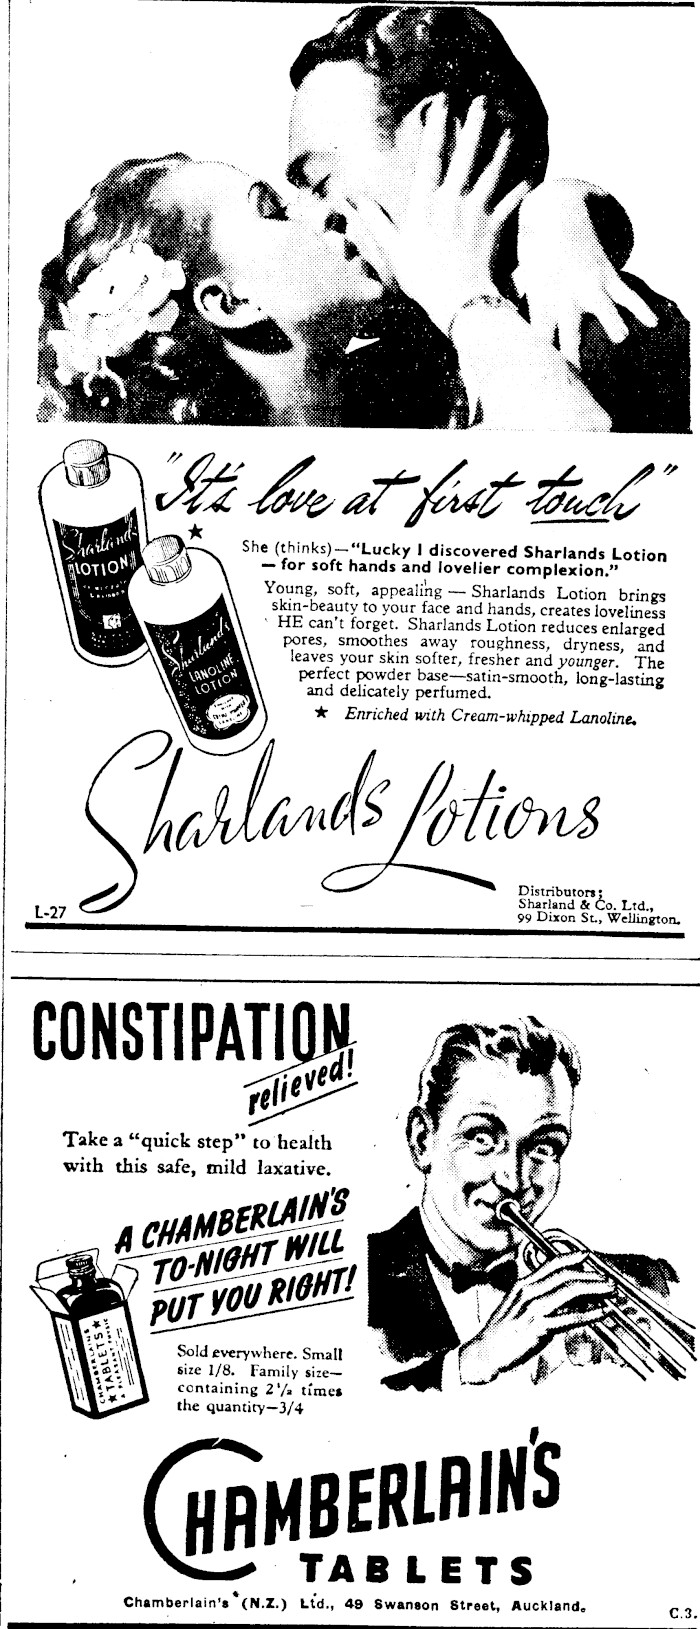 "It's love at first touch"
★
She (thinks)—"Lucky I discovered Sharlands Lotion
— for soft hands and lovelier complexion."
Young, soft, appealing — Sharlands Lotion brings
skin-beauty to your face and hands, creates loveliness
HE can't forget. Sharlands Lotion reduces enlarged
pores, smoothes away roughness, dryness, and
leaves your skin softer, fresher and younger. The
perfect powder base—satin-smooth, long-lasting
and delicately perfumed.
★ Enriched with Cream-whipped Lanoline.
Sharlands
LOTION
Sharlands
LANOLINE
LOTION
Sharlands Lotions
Distributors:
Sharland & Co. Ltd.,
99 Dixon St., Wellington.
L-27
CONSTIPATION
relieved!
Take a "quick step" to health
with this safe, mild laxative.
A CHAMBERLAIN'S
TO-NIGHT WILL
PUT YOU RIGHT!
CHAMBERLAIN'S
★TABLETS★
Sold everywhere. Small
size 1/8. Family size—
containing 2½ times
the quantity—3/4
CHAMBERLAIN'S
TABLETS
Chamberlain's (N.Z.) Ltd., 49 Swanson Street, Auckland.
C.3.